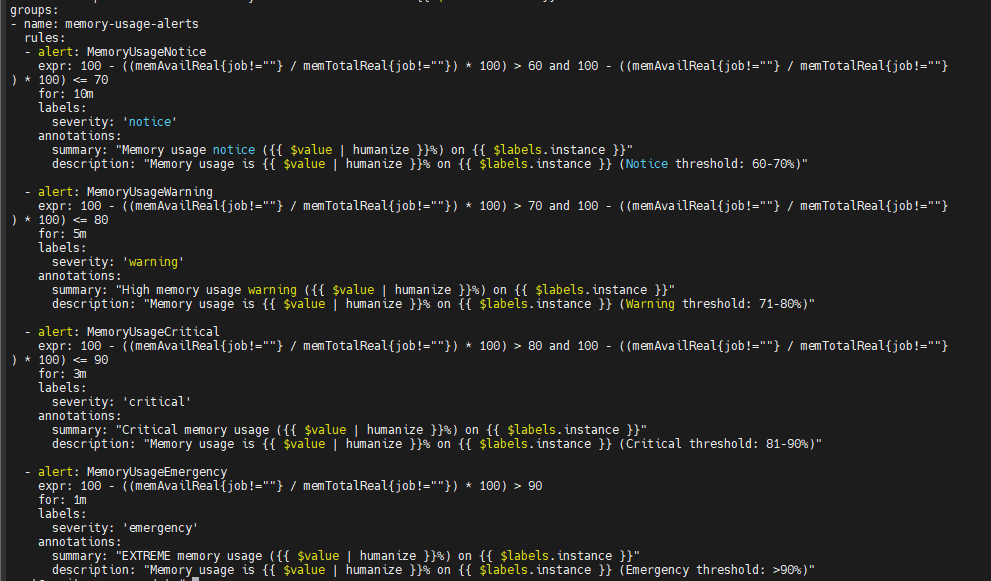 groups:
- name: memory-usage-alerts
  rules:
  - alert: MemoryUsageNotice
    expr: 100 - ((memAvailReal{job!=""} / memTotalReal{job!=""}) * 100) > 60 and 100 - ((memAvailReal{job!=""} / memTotalReal{job!=""}
) * 100) <= 70
    for: 10m
    labels:
      severity: 'notice'
    annotations:
      summary: "Memory usage notice ({{ $value | humanize }}%) on {{ $labels.instance }}"
      description: "Memory usage is {{ $value | humanize }}% on {{ $labels.instance }} (Notice threshold: 60-70%)"

  - alert: MemoryUsageWarning
    expr: 100 - ((memAvailReal{job!=""} / memTotalReal{job!=""}) * 100) > 70 and 100 - ((memAvailReal{job!=""} / memTotalReal{job!=""}
) * 100) <= 80
    for: 5m
    labels:
      severity: 'warning'
    annotations:
      summary: "High memory usage warning ({{ $value | humanize }}%) on {{ $labels.instance }}"
      description: "Memory usage is {{ $value | humanize }}% on {{ $labels.instance }} (Warning threshold: 71-80%)"

  - alert: MemoryUsageCritical
    expr: 100 - ((memAvailReal{job!=""} / memTotalReal{job!=""}) * 100) > 80 and 100 - ((memAvailReal{job!=""} / memTotalReal{job!=""}
) * 100) <= 90
    for: 3m
    labels:
      severity: 'critical'
    annotations:
      summary: "Critical memory usage ({{ $value | humanize }}%) on {{ $labels.instance }}"
      description: "Memory usage is {{ $value | humanize }}% on {{ $labels.instance }} (Critical threshold: 81-90%)"

  - alert: MemoryUsageEmergency
    expr: 100 - ((memAvailReal{job!=""} / memTotalReal{job!=""}) * 100) > 90
    for: 1m
    labels:
      severity: 'emergency'
    annotations:
      summary: "EXTREME memory usage ({{ $value | humanize }}%) on {{ $labels.instance }}"
      description: "Memory usage is {{ $value | humanize }}% on {{ $labels.instance }} (Emergency threshold: >90%)"